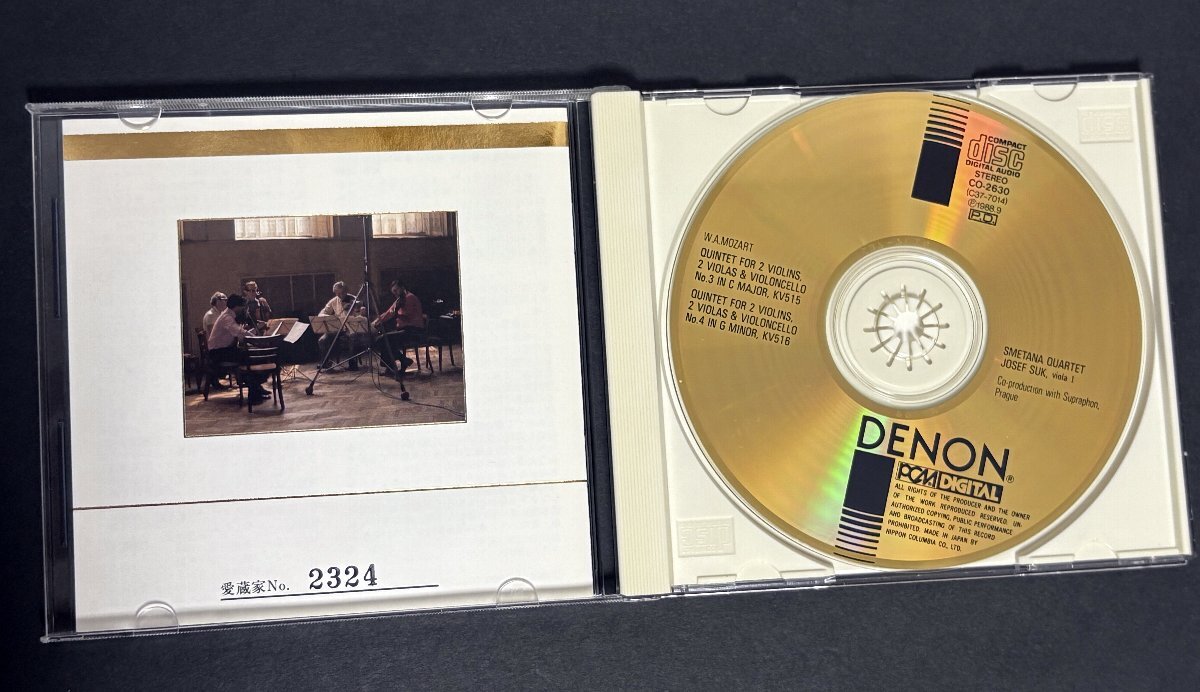 愛蔵家No. 2324
COMPACT
disc
DIGITAL AUDIO
STEREO
CO-2630
(C37-7014)
Ⓟ1988.9
P.D.
W.A.MOZART
QUINTET FOR 2 VIOLINS,
2 VIOLAS & VIOLONCELLO
No.3 IN C MAJOR, KV515
QUINTET FOR 2 VIOLINS,
2 VIOLAS & VIOLONCELLO
No.4 IN G MINOR, KV516
SMETANA QUARTET
JOSEF SUK, viola 1
Co-production with Supraphon,
Prague
DENON®
PCM DIGITAL
ALL RIGHTS OF THE PRODUCER AND THE OWNER
OF THE WORK REPRODUCED RESERVED. UN-
AUTHORIZED COPYING, PUBLIC PERFORMANCE
AND BROADCASTING OF THIS RECORD
PROHIBITED. MADE IN JAPAN BY
NIPPON COLUMBIA CO., LTD.